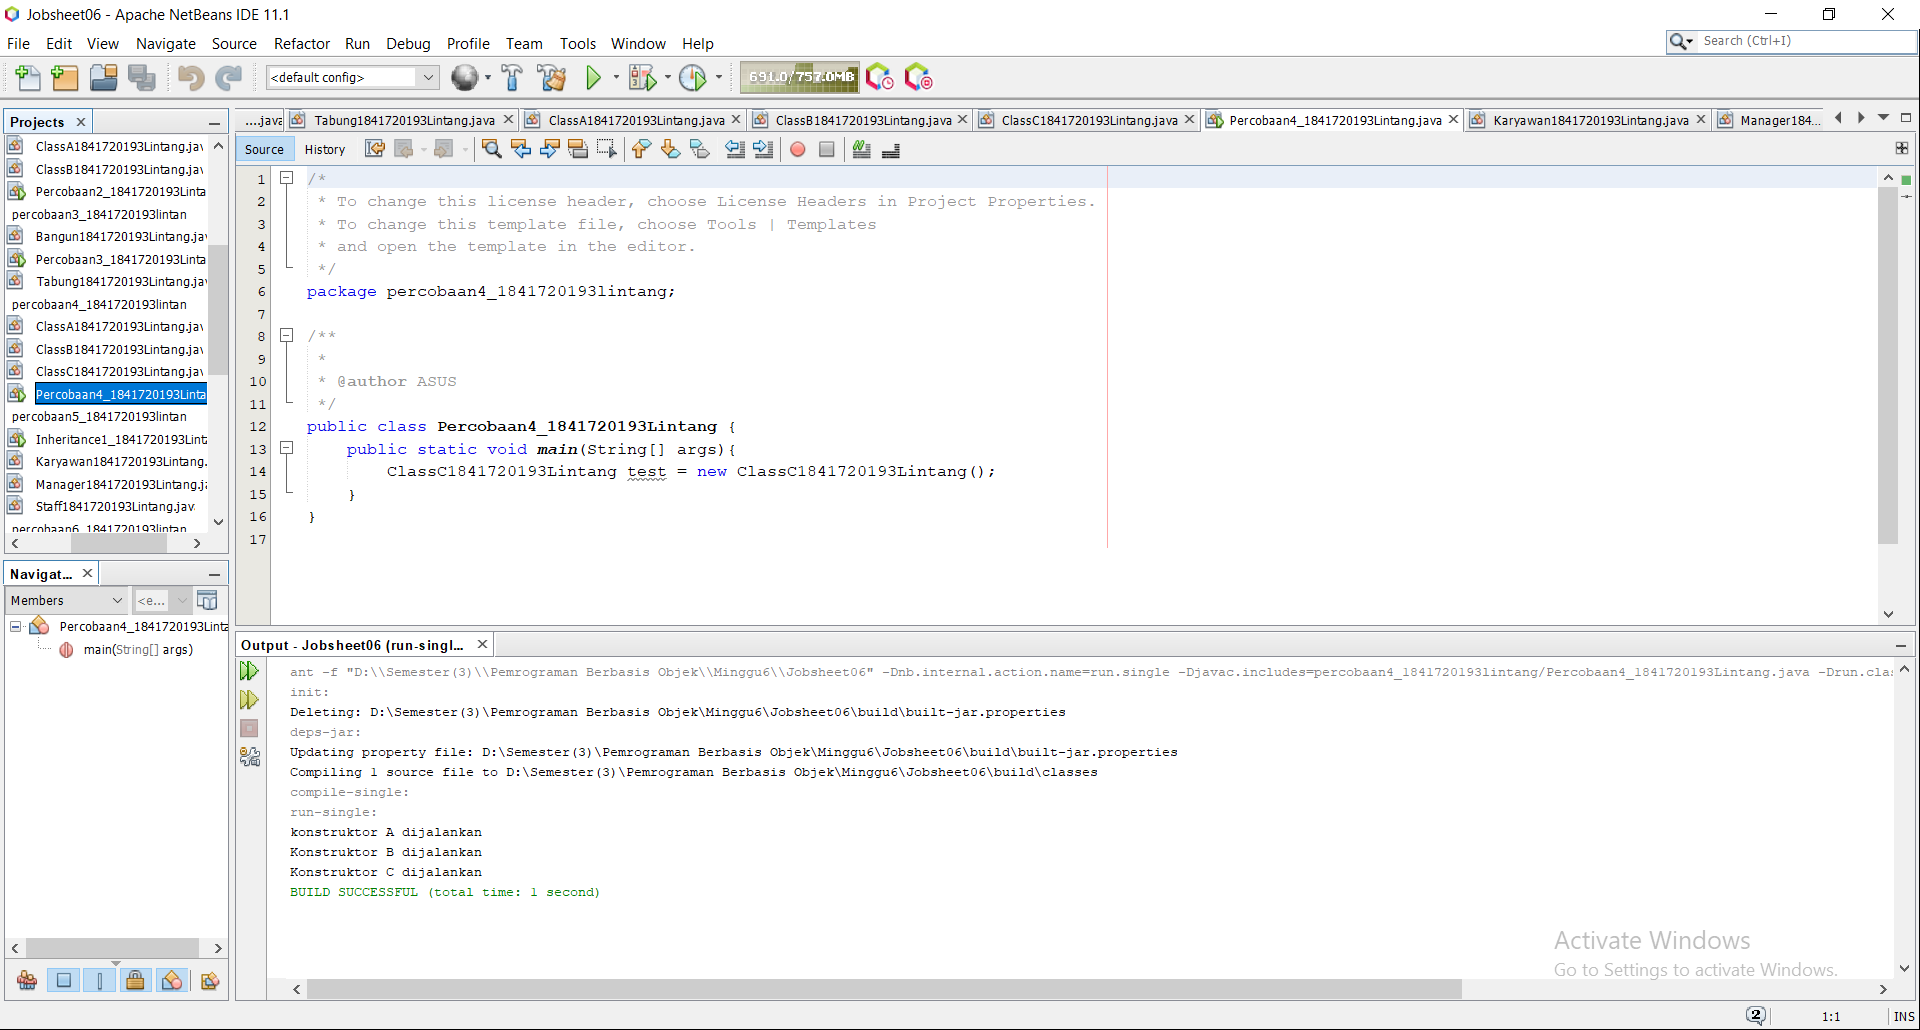 Jobsheet06 - Apache NetBeans IDE 11.1
File Edit View Navigate Source Refactor Run Debug Profile Team Tools Window Help
Search (Ctrl+I)
<default config>
691.0/757.0MB
Projects
ClassA1841720193Lintang.jav
ClassB1841720193Lintang.jav
Percobaan2_1841720193Linta
percobaan3_1841720193lintan
Bangun1841720193Lintang.jav
Percobaan3_1841720193Linta
Tabung1841720193Lintang.jav
percobaan4_1841720193lintan
ClassA1841720193Lintang.jav
ClassB1841720193Lintang.jav
ClassC1841720193Lintang.jav
Percobaan4_1841720193Linta
percobaan5_1841720193lintan
Inheritance1_1841720193Lint
Karyawan1841720193Lintang.
Manager1841720193Lintang.j
Staff1841720193Lintang.jav
percobaan6_1841720193lintan
Navigat...
Members <e...
Percobaan4_1841720193Linta
main(String[] args)
....java Tabung1841720193Lintang.java ClassA1841720193Lintang.java ClassB1841720193Lintang.java ClassC1841720193Lintang.java Percobaan4_1841720193Lintang.java Karyawan1841720193Lintang.java Manager184...
Source History
1 /*
2 * To change this license header, choose License Headers in Project Properties.
3 * To change this template file, choose Tools | Templates
4 * and open the template in the editor.
5 */
6 package percobaan4_1841720193lintang;
7
8 /**
9 *
10 * @author ASUS
11 */
12 public class Percobaan4_1841720193Lintang {
13 public static void main(String[] args){
14 ClassC1841720193Lintang test = new ClassC1841720193Lintang();
15 }
16 }
17
Output - Jobsheet06 (run-singl...
ant -f "D:\\Semester(3)\\Pemrograman Berbasis Objek\\Minggu6\\Jobsheet06" -Dnb.internal.action.name=run.single -Djavac.includes=percobaan4_1841720193lintang/Percobaan4_1841720193Lintang.java -Drun.clas
init:
Deleting: D:\Semester(3)\Pemrograman Berbasis Objek\Minggu6\Jobsheet06\build\built-jar.properties
deps-jar:
Updating property file: D:\Semester(3)\Pemrograman Berbasis Objek\Minggu6\Jobsheet06\build\built-jar.properties
Compiling 1 source file to D:\Semester(3)\Pemrograman Berbasis Objek\Minggu6\Jobsheet06\build\classes
compile-single:
run-single:
konstruktor A dijalankan
Konstruktor B dijalankan
Konstruktor C dijalankan
BUILD SUCCESSFUL (total time: 1 second)
Activate Windows
Go to Settings to activate Windows.
2 1:1 INS